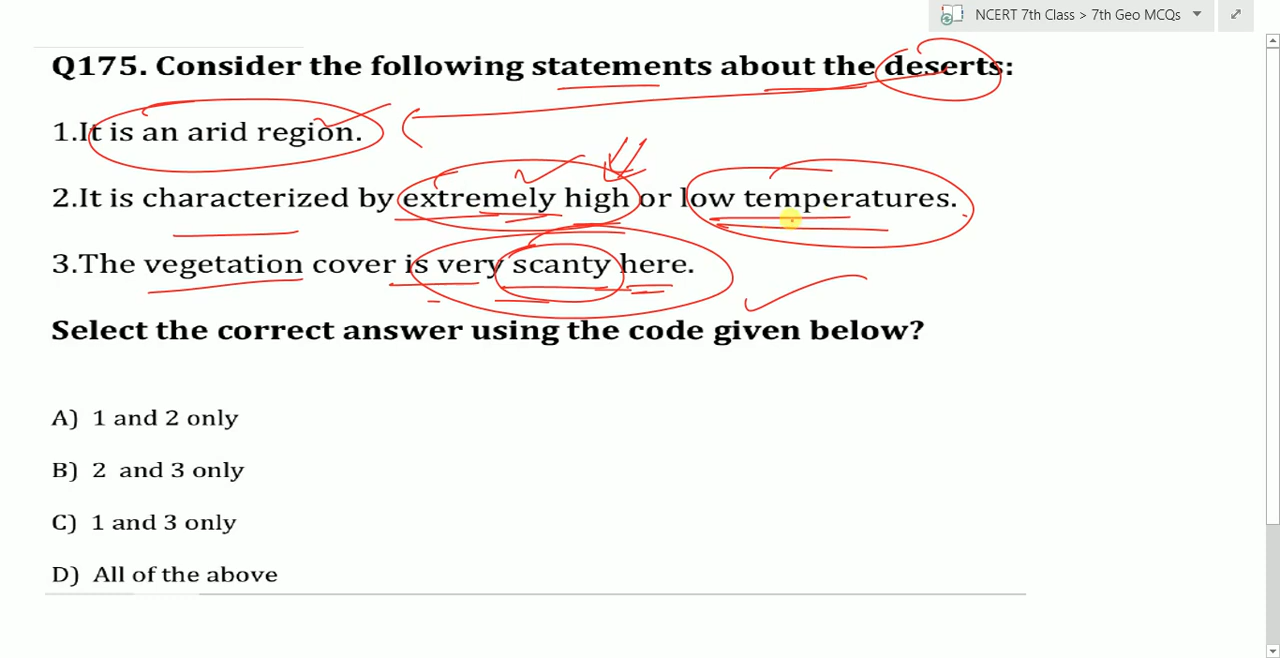 NCERT 7th Class > 7th Geo MCQs
Q175. Consider the following statements about the deserts:
1.It is an arid region.
2.It is characterized by extremely high or low temperatures.
3.The vegetation cover is very scanty here.
Select the correct answer using the code given below?
A) 1 and 2 only
B) 2 and 3 only
C) 1 and 3 only
D) All of the above